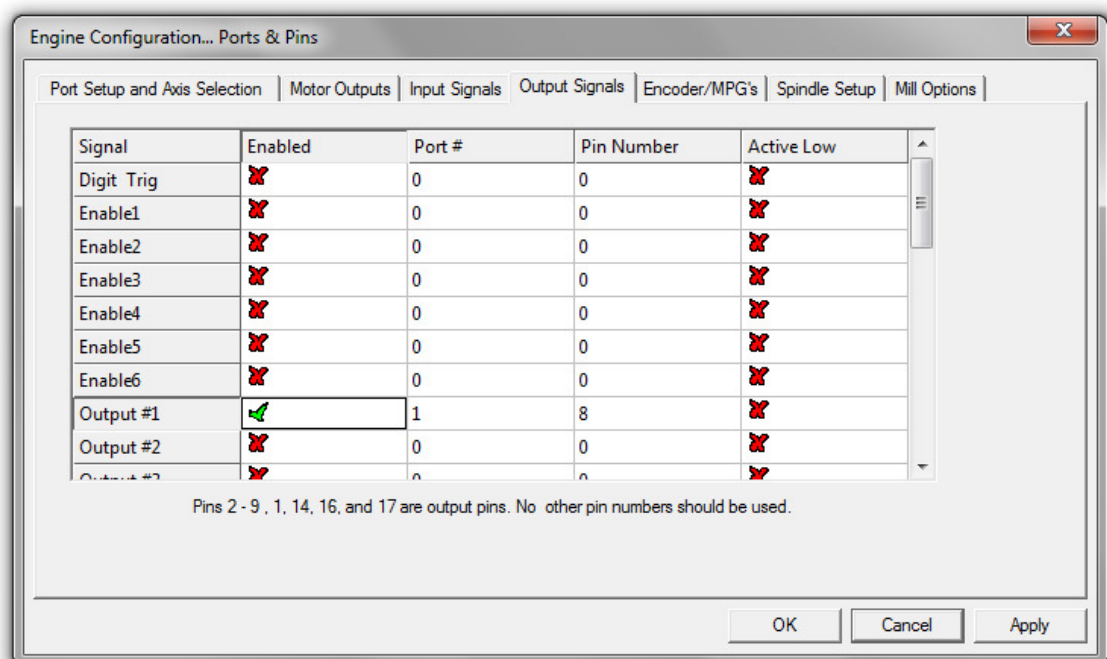 Engine Configuration... Ports & Pins
Port Setup and Axis Selection Motor Outputs Input Signals Output Signals Encoder/MPG's Spindle Setup Mill Options
Signal Enabled Port # Pin Number Active Low
Digit Trig 0 0
Enable1 0 0
Enable2 0 0
Enable3 0 0
Enable4 0 0
Enable5 0 0
Enable6 0 0
Output #1 1 8
Output #2 0 0
Pins 2 - 9 , 1, 14, 16, and 17 are output pins. No other pin numbers should be used.
OK Cancel Apply